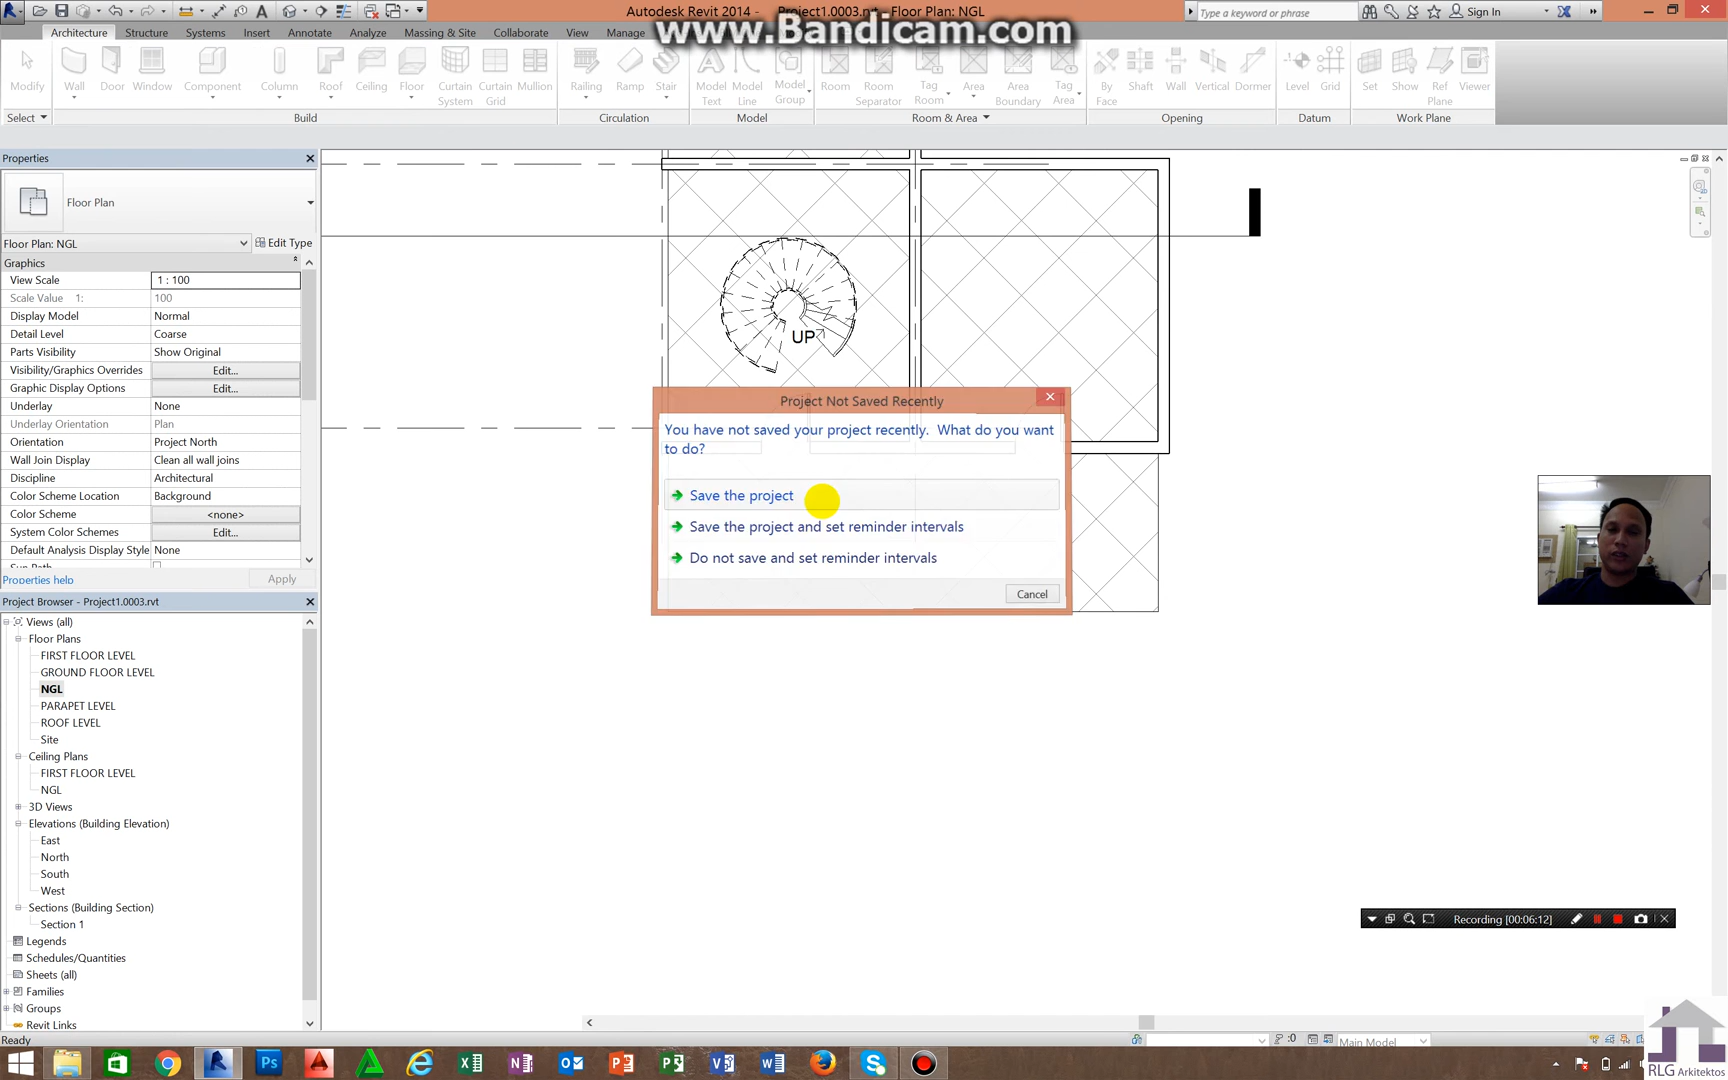 Autodesk Revit 2014 - Project1.0003.rvt - Floor Plan: NGL
Type a keyword or phrase
Sign In
www.Bandicam.com
Architecture Structure Systems Insert Annotate Analyze Massing & Site Collaborate View Manage
Modify Wall Door Window Component Column Roof Ceiling Floor Curtain System Curtain Grid Mullion Railing Ramp Stair Model Text Model Line Model Group Room Room Separator Tag Room Area Area Boundary Tag Area By Face Shaft Wall Vertical Dormer Level Grid Set Show Ref Plane Viewer
Select Build Circulation Model Room & Area Opening Datum Work Plane
Properties
Floor Plan
Floor Plan: NGL Edit Type
Graphics
View Scale 1 : 100
Scale Value 1: 100
Display Model Normal
Detail Level Coarse
Parts Visibility Show Original
Visibility/Graphics Overrides Edit...
Graphic Display Options Edit...
Underlay None
Underlay Orientation Plan
Orientation Project North
Wall Join Display Clean all wall joins
Discipline Architectural
Color Scheme Location Background
Color Scheme <none>
System Color Schemes Edit...
Default Analysis Display Style None
Properties help Apply
Project Browser - Project1.0003.rvt
Views (all)
Floor Plans
FIRST FLOOR LEVEL
GROUND FLOOR LEVEL
NGL
PARAPET LEVEL
ROOF LEVEL
Site
Ceiling Plans
FIRST FLOOR LEVEL
NGL
3D Views
Elevations (Building Elevation)
East
North
South
West
Sections (Building Section)
Section 1
Legends
Schedules/Quantities
Sheets (all)
Families
Groups
Revit Links
Ready
UP
Project Not Saved Recently
You have not saved your project recently. What do you want
to do?
Save the project
Save the project and set reminder intervals
Do not save and set reminder intervals
Cancel
Recording [00:06:12]
:0
Main Model
RLG Arkitektos